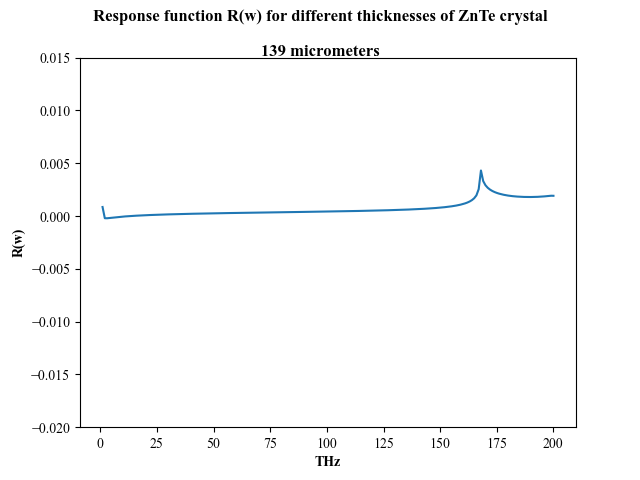 Response function R(w) for different thicknesses of ZnTe crystal
139 micrometers
0.015
0.010
0.005
0.000
−0.005
−0.010
−0.015
−0.020
R(w)
0 25 50 75 100 125 150 175 200
THz